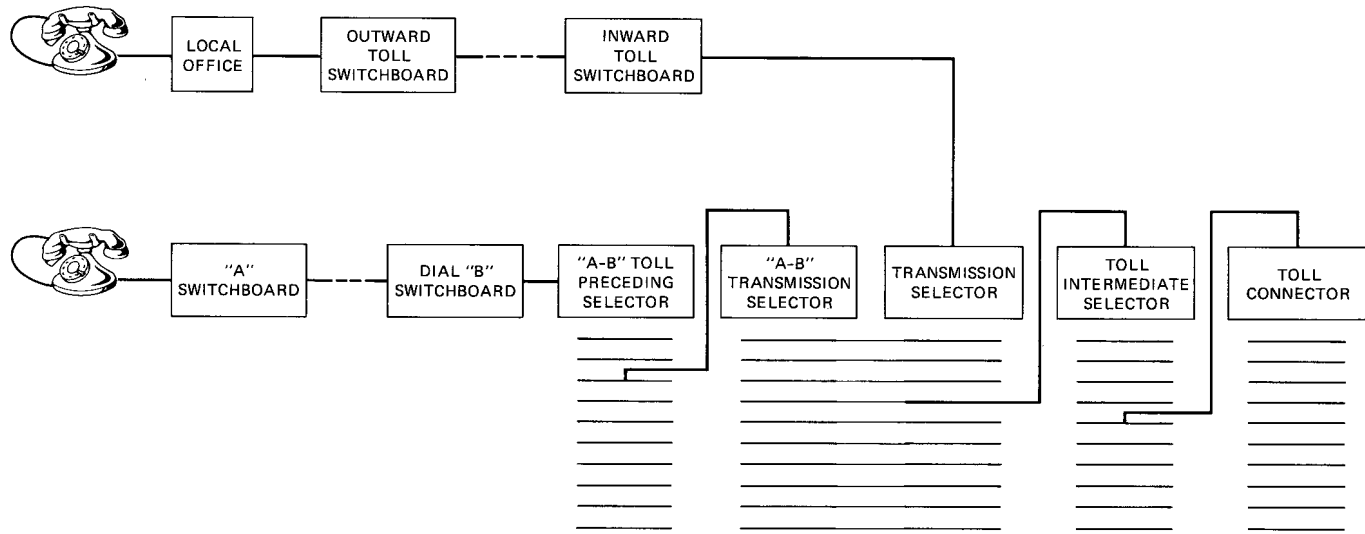 LOCAL
OFFICE
OUTWARD
TOLL
SWITCHBOARD
INWARD
TOLL
SWITCHBOARD
"A"
SWITCHBOARD
DIAL "B"
SWITCHBOARD
"A-B" TOLL
PRECEDING
SELECTOR
"A-B"
TRANSMISSION
SELECTOR
TRANSMISSION
SELECTOR
TOLL
INTERMEDIATE
SELECTOR
TOLL
CONNECTOR